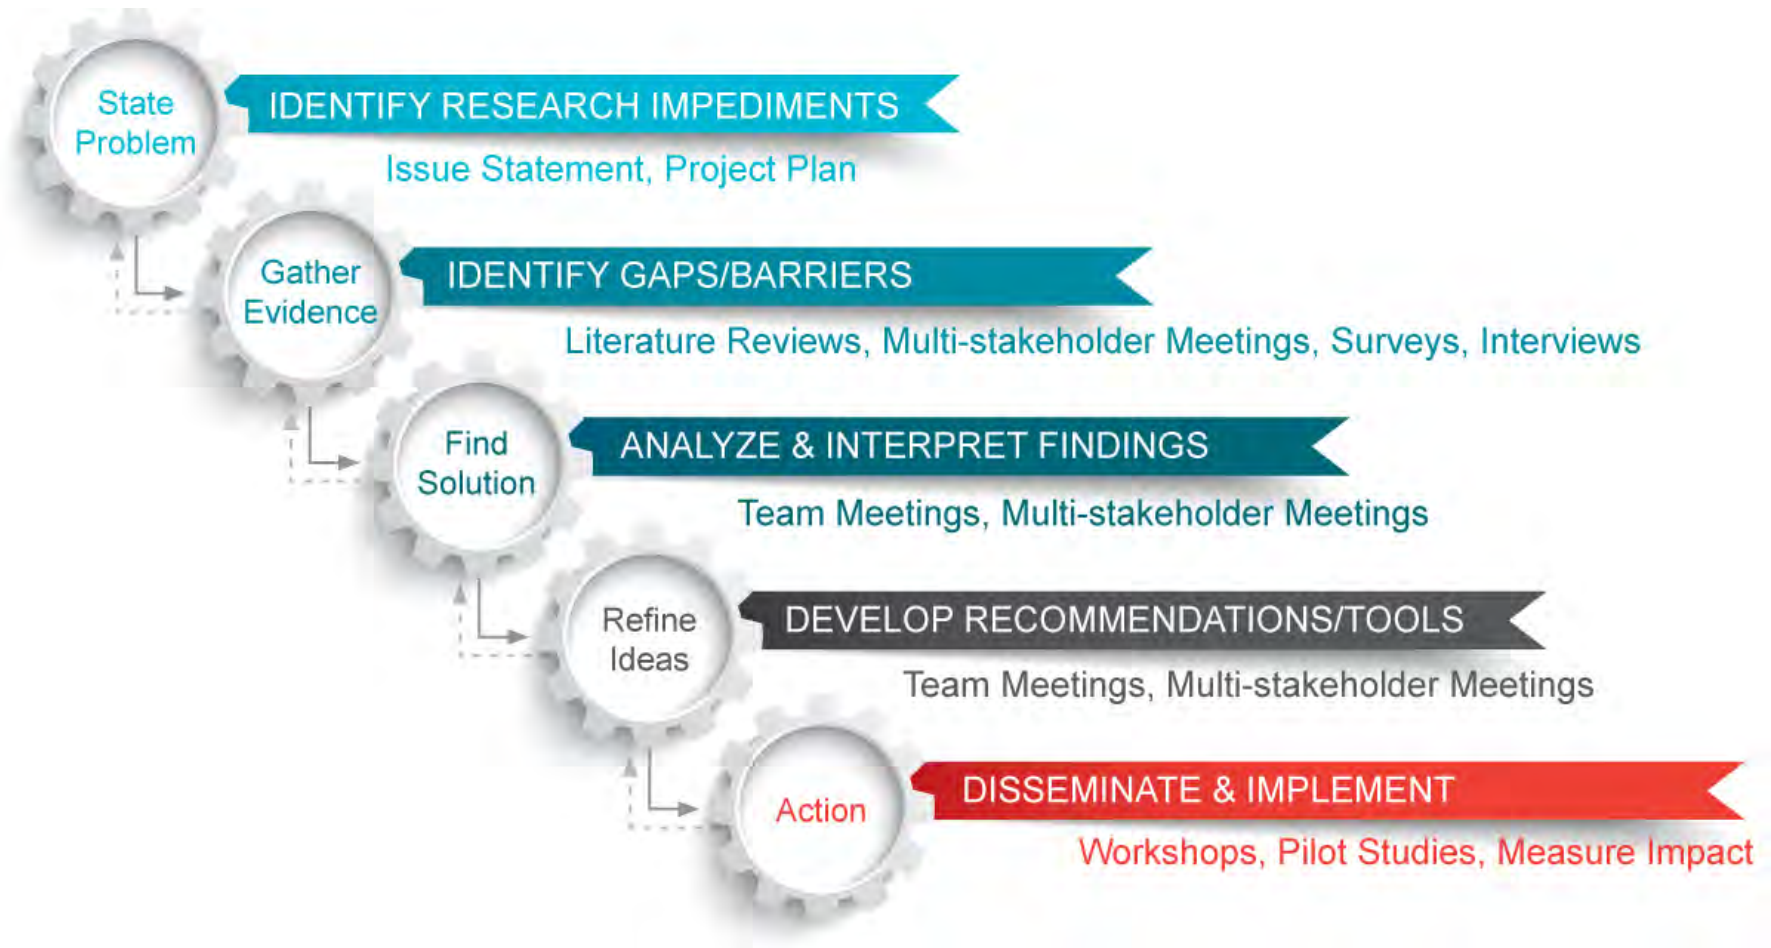 State
Problem
IDENTIFY RESEARCH IMPEDIMENTS
Issue Statement, Project Plan
Gather
Evidence
IDENTIFY GAPS/BARRIERS
Literature Reviews, Multi-stakeholder Meetings, Surveys, Interviews
Find
Solution
ANALYZE & INTERPRET FINDINGS
Team Meetings, Multi-stakeholder Meetings
Refine
Ideas
DEVELOP RECOMMENDATIONS/TOOLS
Team Meetings, Multi-stakeholder Meetings
Action
DISSEMINATE & IMPLEMENT
Workshops, Pilot Studies, Measure Impact